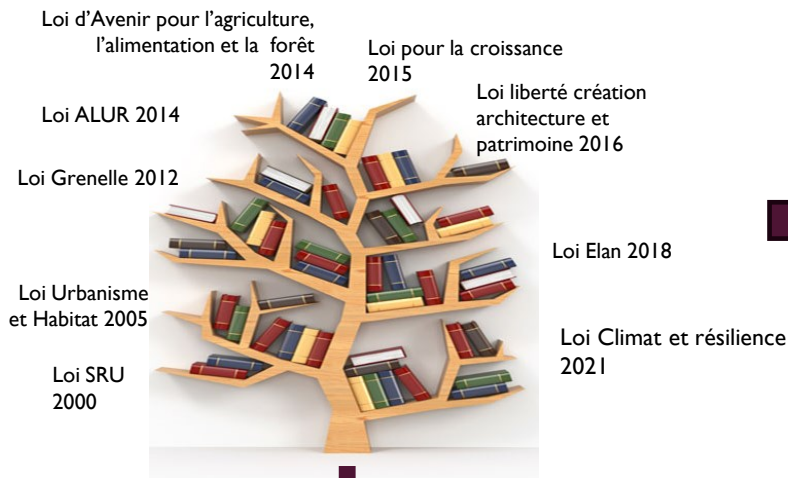 Loi d'Avenir pour l'agriculture,
l'alimentation et la forêt
2014
Loi pour la croissance
2015
Loi liberté création
architecture et
patrimoine 2016
Loi ALUR 2014
Loi Grenelle 2012
Loi Elan 2018
Loi Urbanisme
et Habitat 2005
Loi Climat et résilience
2021
Loi SRU
2000